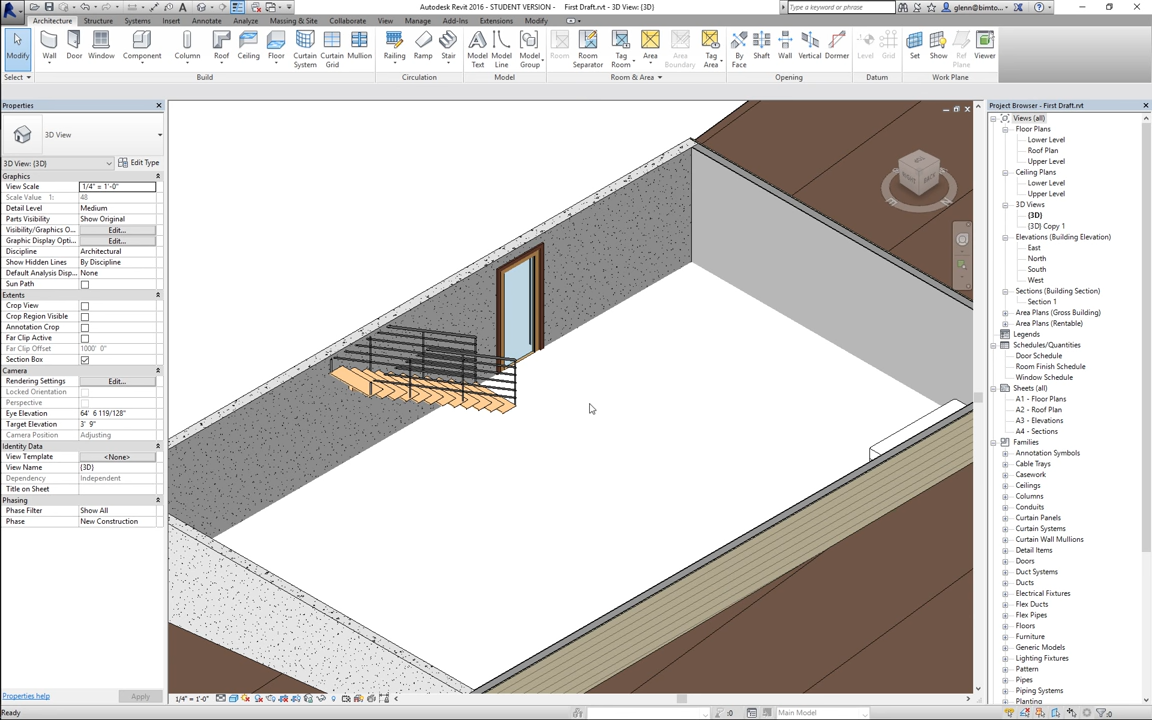 Autodesk Revit 2016 - STUDENT VERSION -    First Draft.rvt - 3D View: {3D}
Type a keyword or phrase
glenn@bimto...
Architecture Structure Systems Insert Annotate Analyze Massing & Site Collaborate View Manage Add-Ins Extensions Modify
Modify Wall Door Window Component Column Roof Ceiling Floor Curtain System Curtain Grid Mullion Railing Ramp Stair Model Text Model Line Model Group Room Room Separator Tag Room Area Area Boundary Tag Area By Face Shaft Wall Vertical Dormer Level Grid Set Show Ref Plane Viewer
Select Build Circulation Model Room & Area Opening Datum Work Plane
Properties
3D View
3D View: {3D} Edit Type
Graphics
View Scale 1/4" = 1'-0"
Scale Value 1: 48
Detail Level Medium
Parts Visibility Show Original
Visibility/Graphics O... Edit...
Graphic Display Opti... Edit...
Discipline Architectural
Show Hidden Lines By Discipline
Default Analysis Disp... None
Sun Path
Extents
Crop View
Crop Region Visible
Annotation Crop
Far Clip Active
Far Clip Offset 1000' 0"
Section Box
Camera
Rendering Settings Edit...
Locked Orientation
Perspective
Eye Elevation 64' 6 119/128"
Target Elevation 3' 9"
Camera Position Adjusting
Identity Data
View Template <None>
View Name {3D}
Dependency Independent
Title on Sheet
Phasing
Phase Filter Show All
Phase New Construction
Properties help Apply
1/4" = 1'-0"
Ready
:0
Main Model
:0
Project Browser - First Draft.rvt
Views (all)
Floor Plans
Lower Level
Roof Plan
Upper Level
Ceiling Plans
Lower Level
Upper Level
3D Views
{3D}
{3D} Copy 1
Elevations (Building Elevation)
East
North
South
West
Sections (Building Section)
Section 1
Area Plans (Gross Building)
Area Plans (Rentable)
Legends
Schedules/Quantities
Door Schedule
Room Finish Schedule
Window Schedule
Sheets (all)
A1 - Floor Plans
A2 - Roof Plan
A3 - Elevations
A4 - Sections
Families
Annotation Symbols
Cable Trays
Casework
Ceilings
Columns
Conduits
Curtain Panels
Curtain Systems
Curtain Wall Mullions
Detail Items
Doors
Duct Systems
Ducts
Electrical Fixtures
Flex Ducts
Flex Pipes
Floors
Furniture
Generic Models
Lighting Fixtures
Pattern
Pipes
Piping Systems
Planting